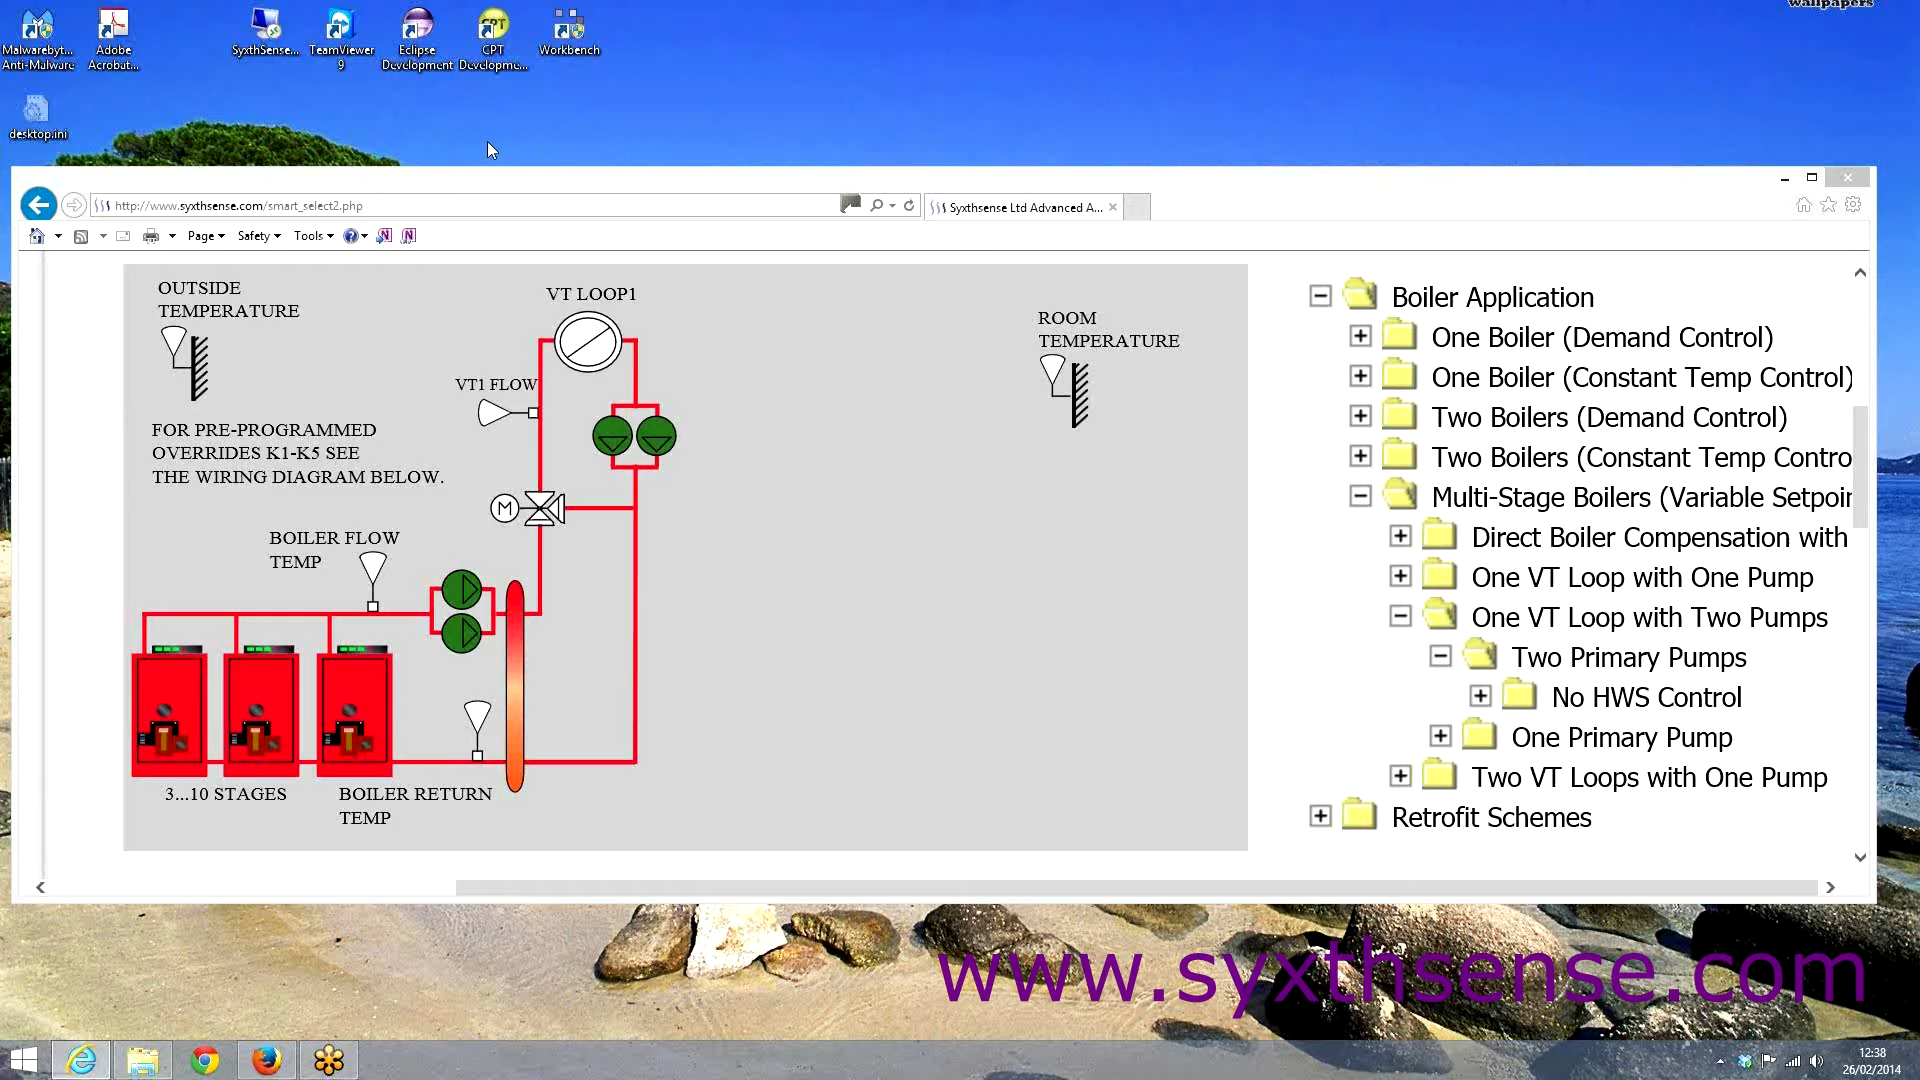 wallpapers
Malwarebyt...
Anti-Malware
Adobe
Acrobat...
SyxthSense...
TeamViewer
9
Eclipse
Development
CPT
CPT
Developme...
Workbench
desktop.ini
http://www.syxthsense.com/smart_select2.php
Syxthsense Ltd Advanced A...
Page
Safety
Tools
OUTSIDE
TEMPERATURE
VT LOOP1
ROOM
TEMPERATURE
VT1 FLOW
FOR PRE-PROGRAMMED
OVERRIDES K1-K5 SEE
THE WIRING DIAGRAM BELOW.
M
BOILER FLOW
TEMP
3...10 STAGES
BOILER RETURN
TEMP
Boiler Application
One Boiler (Demand Control)
One Boiler (Constant Temp Control)
Two Boilers (Demand Control)
Two Boilers (Constant Temp Contro
Multi-Stage Boilers (Variable Setpoin
Direct Boiler Compensation with
One VT Loop with One Pump
One VT Loop with Two Pumps
Two Primary Pumps
No HWS Control
One Primary Pump
Two VT Loops with One Pump
Retrofit Schemes
www.syxthsense.com
12:38
26/02/2014